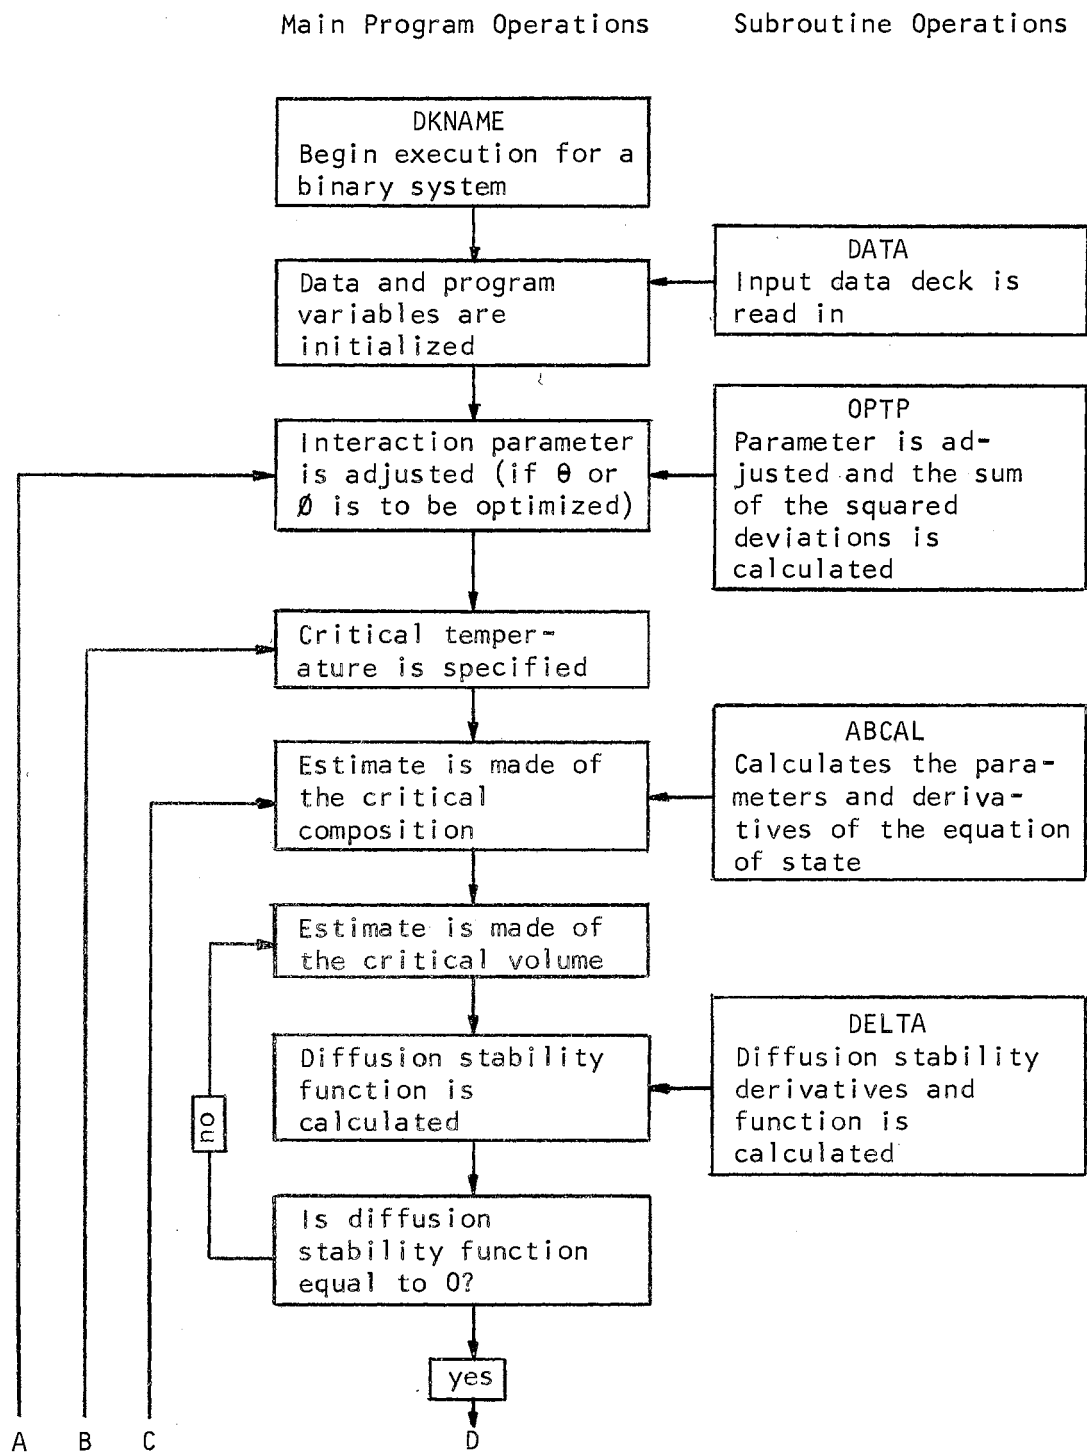 Main Program Operations
Subroutine Operations
DKNAME
Begin execution for a
binary system
DATA
Input data deck is
read in
Data and program
variables are
initialized
OPTP
Parameter is ad-
justed and the sum
of the squared
deviations is
calculated
Interaction parameter
is adjusted (if θ or
Ø is to be optimized)
Critical temper-
ature is specified
ABCAL
Calculates the para-
meters and deriva-
tives of the equation
of state
Estimate is made of
the critical
composition
Estimate is made of
the critical volume
DELTA
Diffusion stability
derivatives and
function is
calculated
Diffusion stability
function is
calculated
no
Is diffusion
stability function
equal to 0?
yes
A B C D